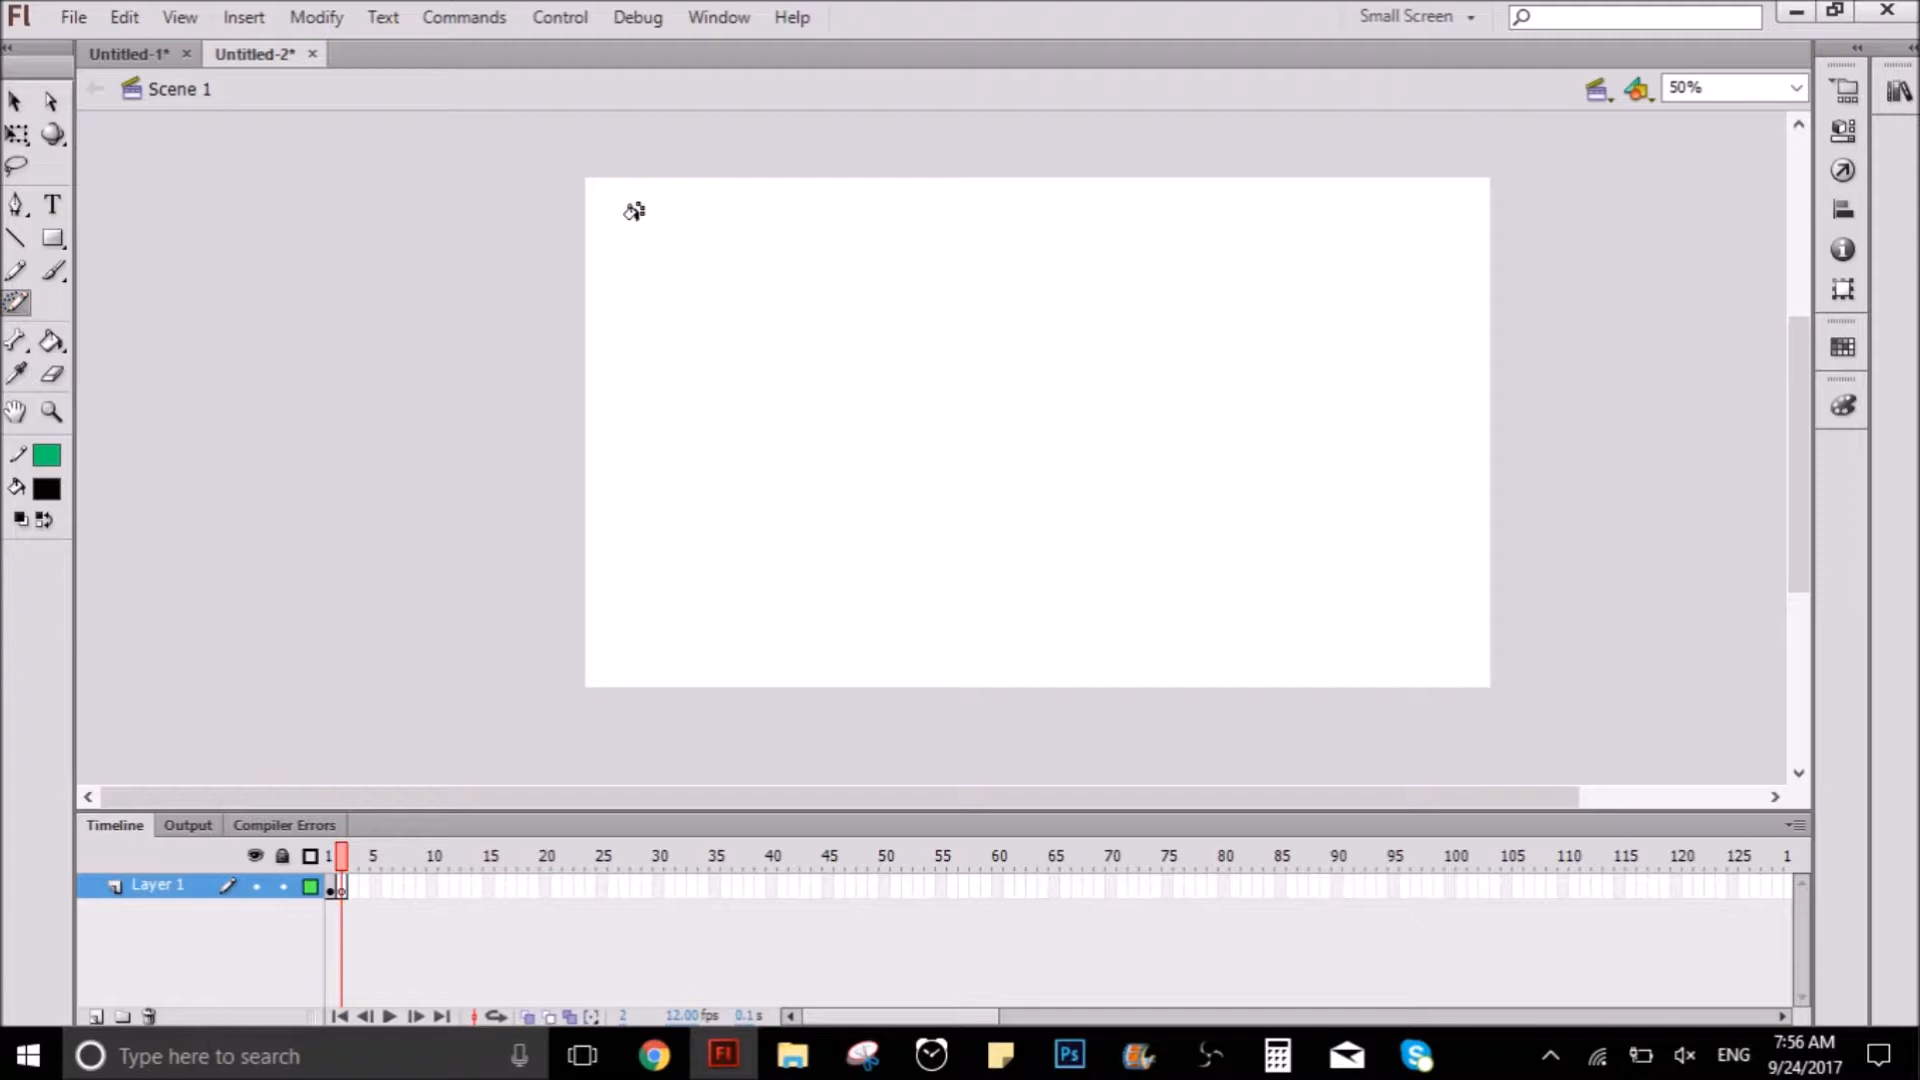 Fl File Edit View Insert Modify Text Commands Control Debug Window Help Small Screen
Untitled-1* × Untitled-2* ×
Scene 1 50%
T
Timeline Output Compiler Errors
1 5 10 15 20 25 30 35 40 45 50 55 60 65 70 75 80 85 90 95 100 105 110 115 120 125 1
Layer 1
2 12.00 fps 0.1 s
Type here to search Fl Ps ENG 7:56 AM
9/24/2017